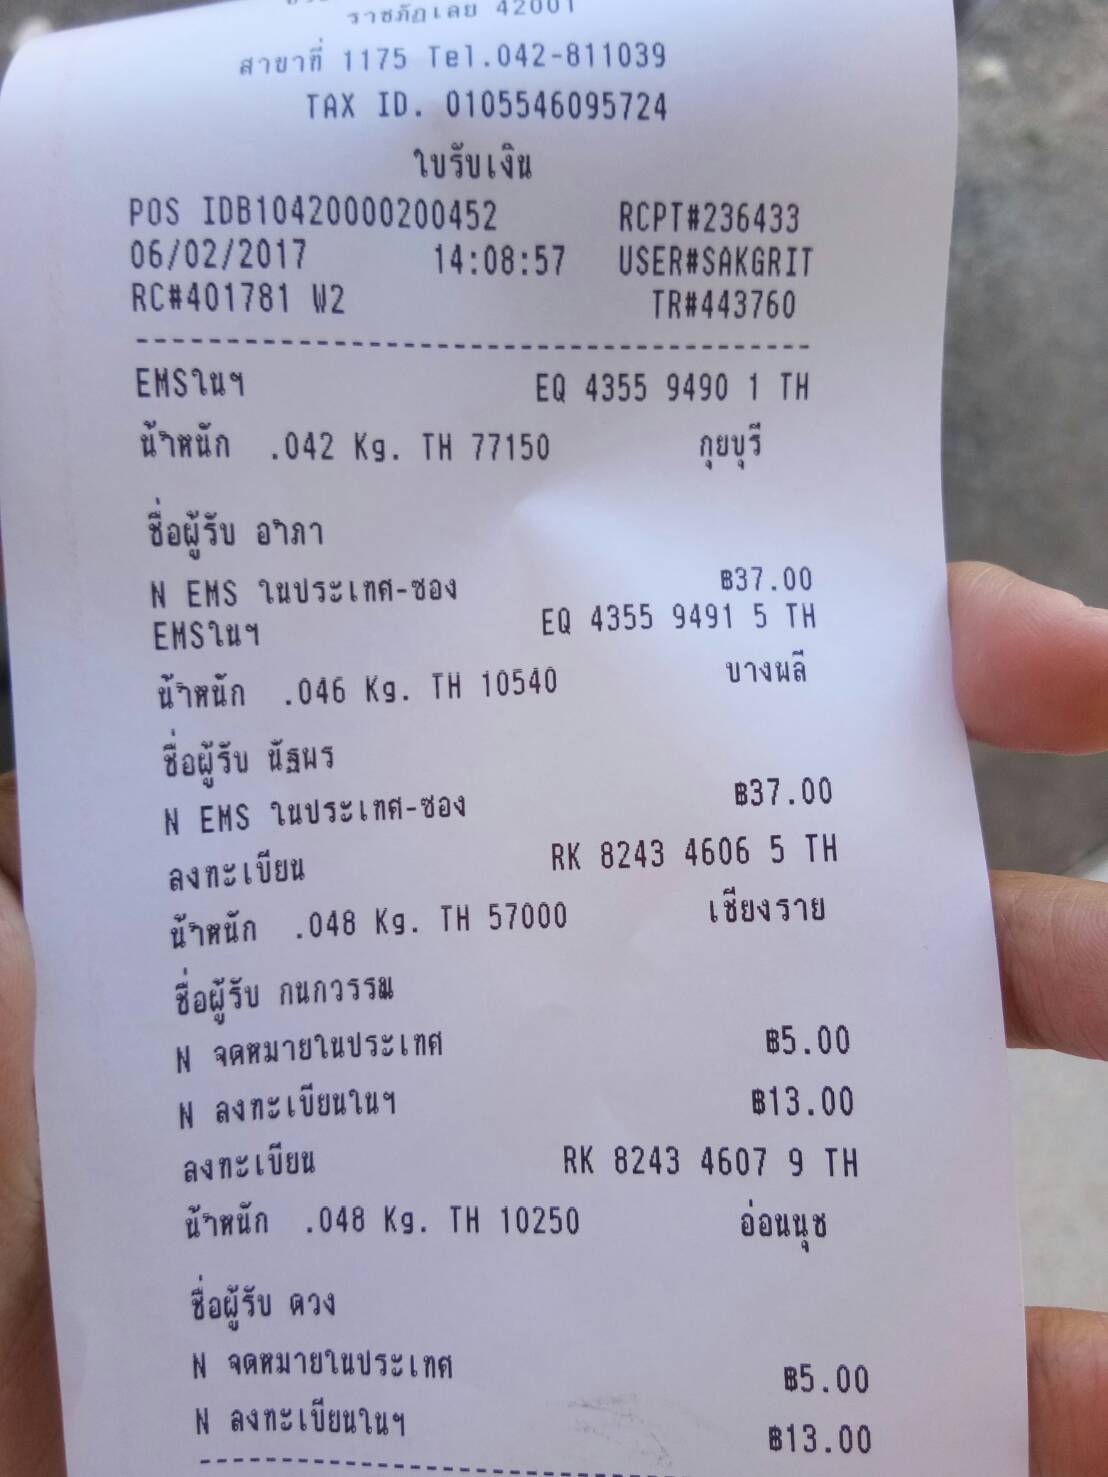 ราชภัฏเลย 42001
สาขาที่ 1175 Tel.042-811039
TAX ID. 0105546095724
ใบรับเงิน
POS IDB10420000200452 RCPT#236433
06/02/2017 14:08:57 USER#SAKGRIT
RC#401781 W2 TR#443760
EMSในฯ EQ 4355 9490 1 TH
น้ำหนัก .042 Kg. TH 77150 กุยบุรี
ชื่อผู้รับ อาภา
N EMS ในประเทศ-ซอง ฿37.00
EMSในฯ EQ 4355 9491 5 TH
น้ำหนัก .046 Kg. TH 10540 บางพลี
ชื่อผู้รับ นัฐพร
N EMS ในประเทศ-ซอง ฿37.00
ลงทะเบียน RK 8243 4606 5 TH
น้ำหนัก .048 Kg. TH 57000 เชียงราย
ชื่อผู้รับ กนกวรรณ
N จดหมายในประเทศ ฿5.00
N ลงทะเบียนในฯ ฿13.00
ลงทะเบียน RK 8243 4607 9 TH
น้ำหนัก .048 Kg. TH 10250 อ่อนนุช
ชื่อผู้รับ ดวง
N จดหมายในประเทศ ฿5.00
N ลงทะเบียนในฯ ฿13.00